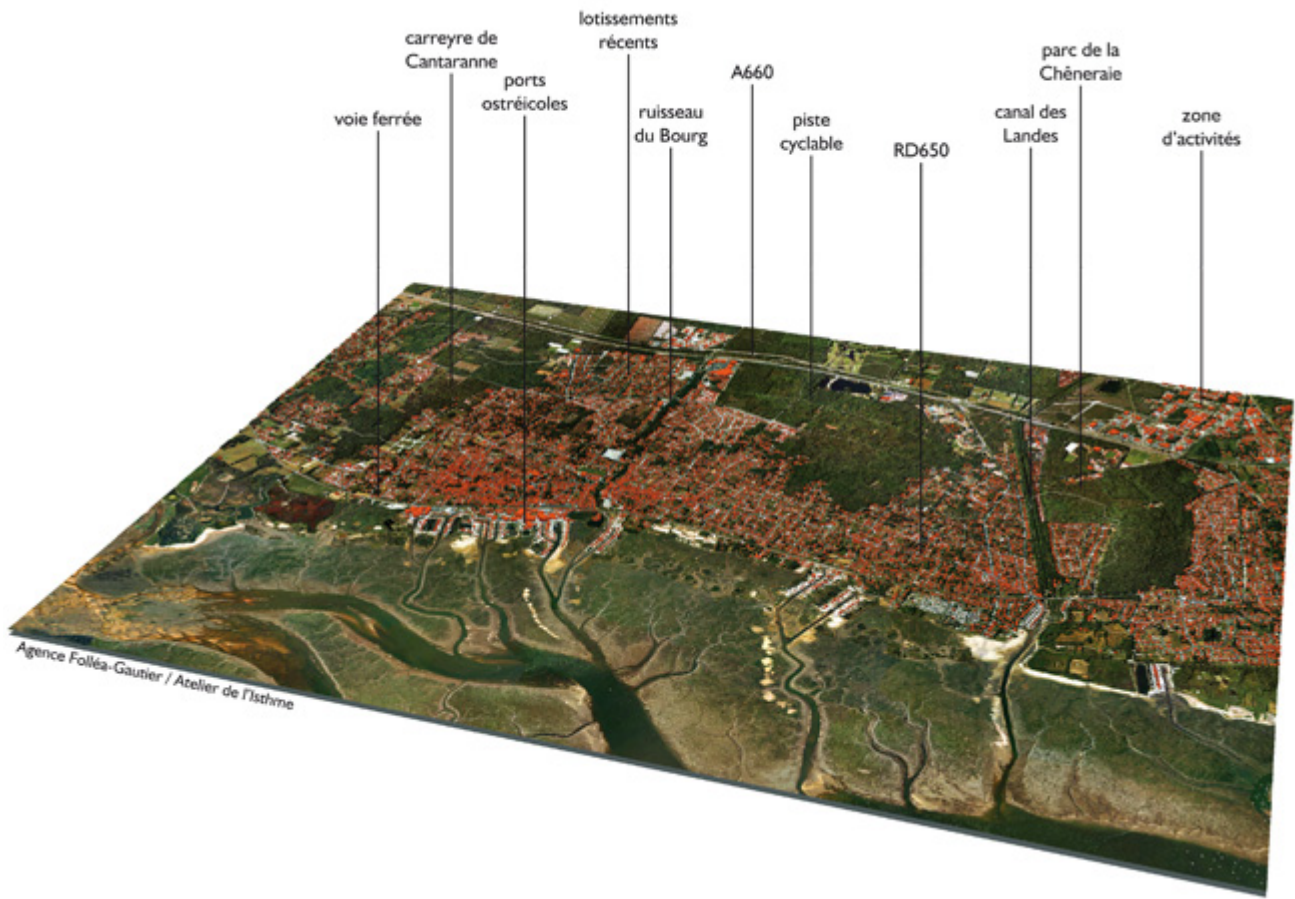 lotissements
récents
carreyre de
Cantaranne
ports
ostréicoles
voie ferrée
ruisseau
du Bourg
A660
piste
cyclable
RD650
canal des
Landes
parc de la
Chêneraie
zone
d'activités
Agence Folléa-Gautier / Atelier de l'Isthme